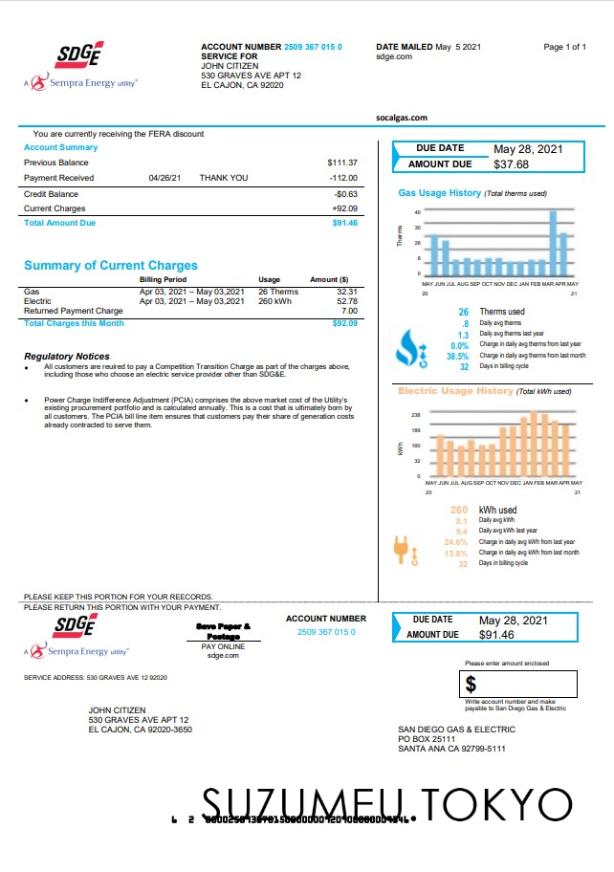 SDGE
A Sempra Energy utility®
ACCOUNT NUMBER 2509 367 015 0
SERVICE FOR
JOHN CITIZEN
530 GRAVES AVE APT 12
EL CAJON, CA 92020
DATE MAILED May 5 2021
sdge.com
Page 1 of 1
socalgas.com
You are currently receiving the FERA discount
Account Summary
Previous Balance $111.37
Payment Received 04/26/21 THANK YOU -112.00
Credit Balance -$0.63
Current Charges +92.09
Total Amount Due $91.46
DUE DATE May 28, 2021
AMOUNT DUE $37.68
Gas Usage History (Total therms used)
Therms
40
30
26
8
0
MAY JUN JUL AUG SEP OCT NOV DEC JAN FEB MAR APR MAY
20 21
26 Therms used
.8 Daily avg therms
1.3 Daily avg therms last year
0.0% Charge in daily avg therms from last year
38.5% Charge in daily avg therms from last month
32 Days in billing cycle
Summary of Current Charges
Billing Period Usage Amount ($)
Gas Apr 03, 2021 – May 03,2021 26 Therms 32.31
Electric Apr 03, 2021 – May 03,2021 260 kWh 52.78
Returned Payment Charge 7.00
Total Charges this Month $92.09
Regulatory Notices
• All customers are reuired to pay a Competition Transition Charge as part of the charges above,
including those who choose an electric service provider other than SDG&E.
• Power Charge Indifference Adjustment (PCIA) comprises the above market cost of the Utility's
existing procurement portfolio and is calculated annually. This is a cost that is ultimately born by
all customers. The PCIA bill line item ensures that customers pay their share of generation costs
already contracted to serve them.
Electric Usage History (Total kWh used)
kWh
238
189
160
32
0
MAY JUN JUL AUG SEP OCT NOV DEC JAN FEB MAR APR MAY
20 21
260 kWh used
8.1 Daily avg kWh
9.4 Daily avg kWh last year
24.6% Charge in daily avg kWh from last year
13.8% Charge in daily avg kWh from last month
32 Days in billing cycle
PLEASE KEEP THIS PORTION FOR YOUR REECORDS.
PLEASE RETURN THIS PORTION WITH YOUR PAYMENT.
SDGE
A Sempra Energy utility®
Save Paper &
Postage
PAY ONLINE
sdge.com
ACCOUNT NUMBER
2509 367 015 0
DUE DATE May 28, 2021
AMOUNT DUE $91.46
SERVICE ADDRESS: 530 GRAVES AVE 12 92020
Please enter amount enclosed
$
Write account number and make
payable to San Diego Gas & Electric
JOHN CITIZEN
530 GRAVES AVE APT 12
EL CAJON, CA 92020-3650
SAN DIEGO GAS & ELECTRIC
PO BOX 25111
SANTA ANA CA 92799-5111
SUZUMEU.TOKYO